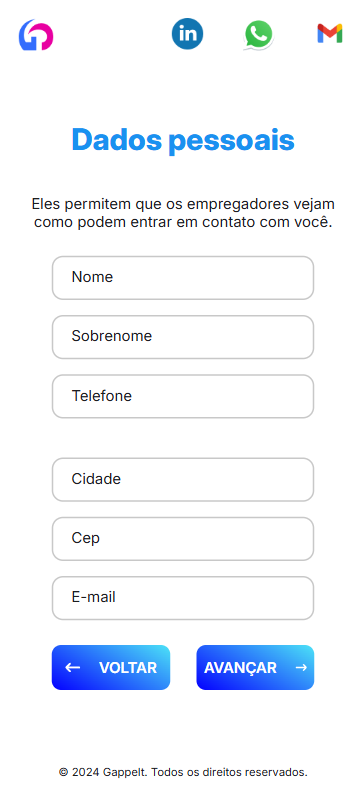 in
Dados pessoais
Eles permitem que os empregadores vejam
como podem entrar em contato com você.
Nome
Sobrenome
Telefone
Cidade
Cep
E-mail
← VOLTAR
AVANÇAR →
© 2024 Gappelt. Todos os direitos reservados.